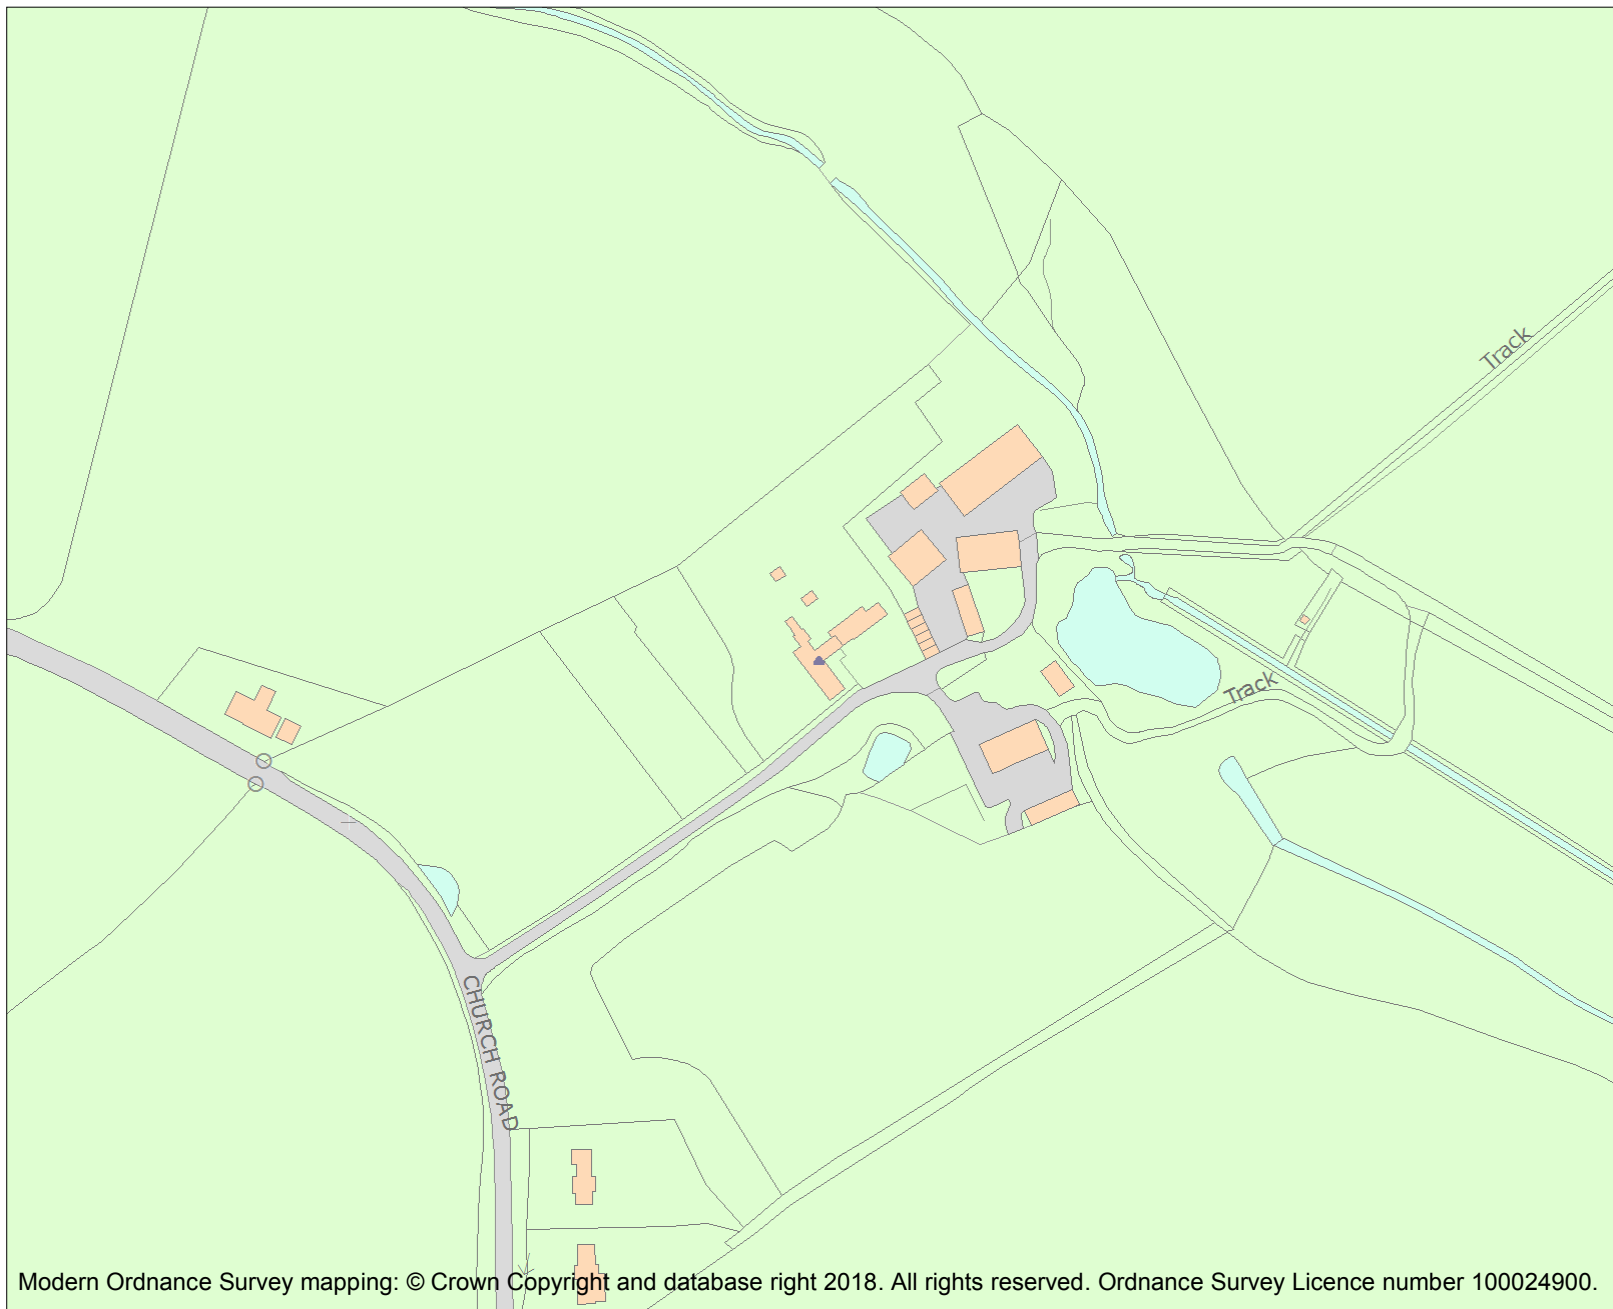 Track
Track
CHURCH ROAD
Modern Ordnance Survey mapping: © Crown Copyright and database right 2018. All rights reserved. Ordnance Survey Licence number 100024900.